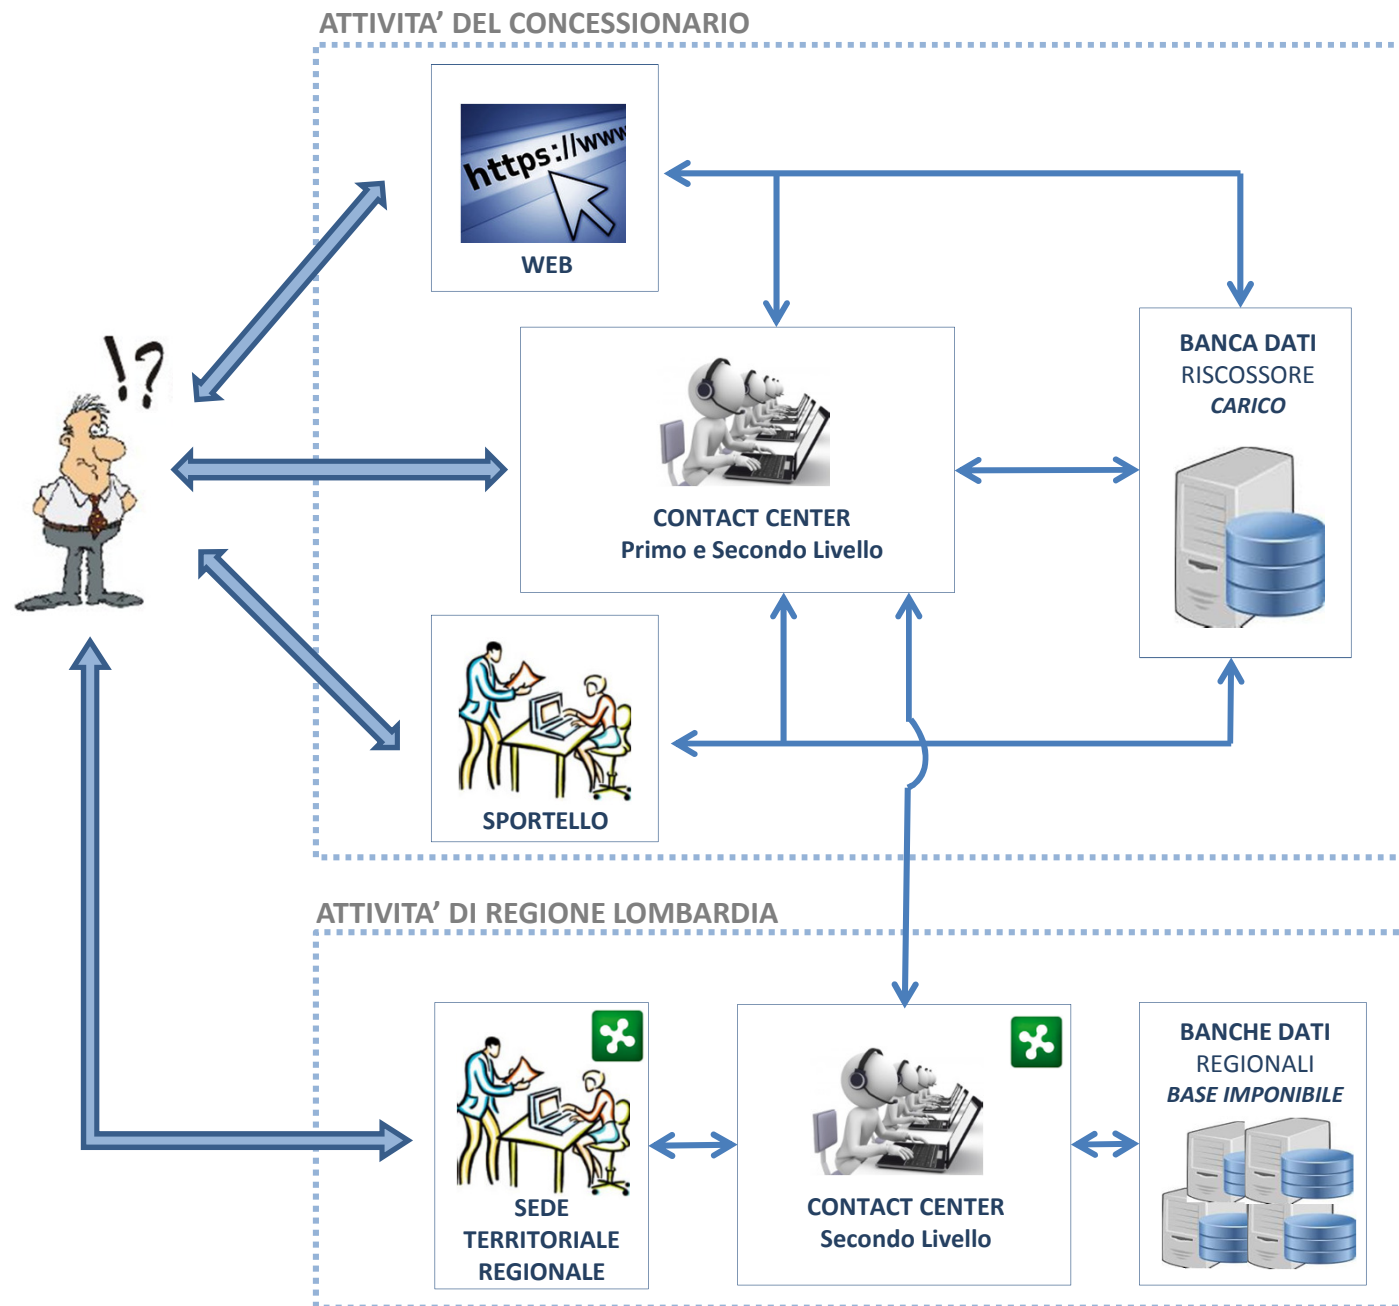 ATTIVITA’ DEL CONCESSIONARIO
https://www
WEB
BANCA DATI
RISCOSSORE
CARICO
!?
CONTACT CENTER
Primo e Secondo Livello
SPORTELLO
ATTIVITA’ DI REGIONE LOMBARDIA
SEDE
TERRITORIALE
REGIONALE
CONTACT CENTER
Secondo Livello
BANCHE DATI
REGIONALI
BASE IMPONIBILE